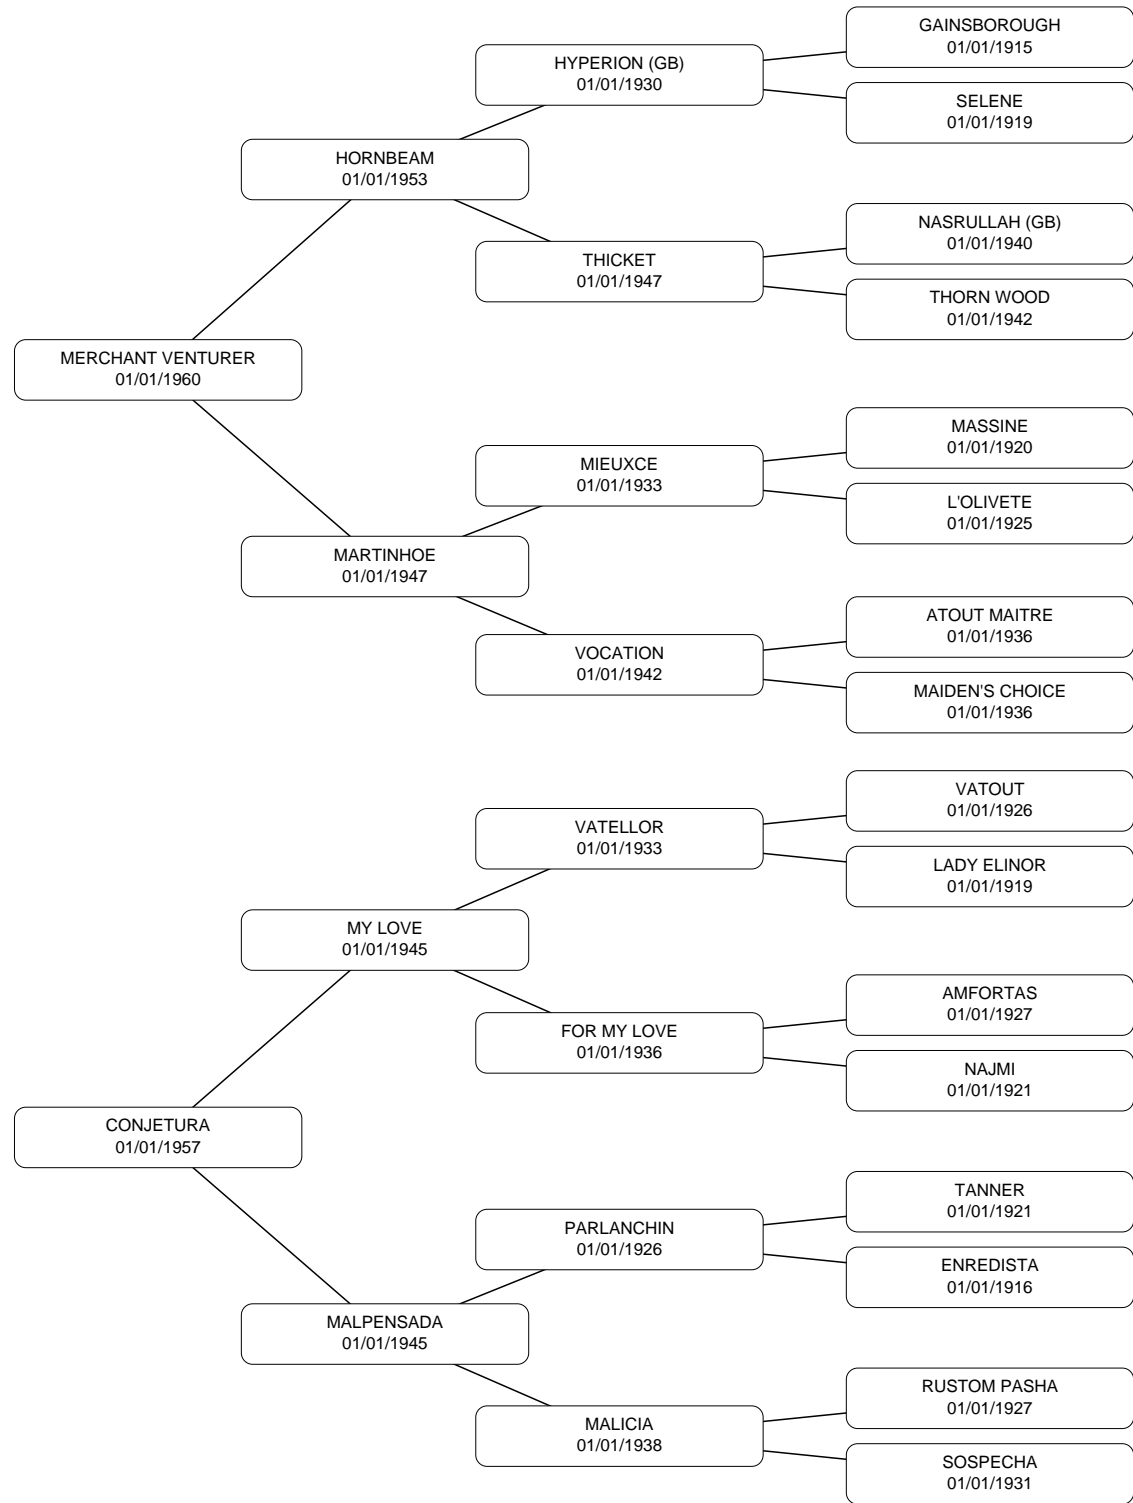 GAINSBOROUGH
01/01/1915
HYPERION (GB)
01/01/1930
SELENE
01/01/1919
HORNBEAM
01/01/1953
NASRULLAH (GB)
01/01/1940
THICKET
01/01/1947
THORN WOOD
01/01/1942
MERCHANT VENTURER
01/01/1960
MASSINE
01/01/1920
MIEUXCE
01/01/1933
L'OLIVETE
01/01/1925
MARTINHOE
01/01/1947
ATOUT MAITRE
01/01/1936
VOCATION
01/01/1942
MAIDEN'S CHOICE
01/01/1936
VATOUT
01/01/1926
VATELLOR
01/01/1933
LADY ELINOR
01/01/1919
MY LOVE
01/01/1945
AMFORTAS
01/01/1927
FOR MY LOVE
01/01/1936
NAJMI
01/01/1921
CONJETURA
01/01/1957
TANNER
01/01/1921
PARLANCHIN
01/01/1926
ENREDISTA
01/01/1916
MALPENSADA
01/01/1945
RUSTOM PASHA
01/01/1927
MALICIA
01/01/1938
SOSPECHA
01/01/1931